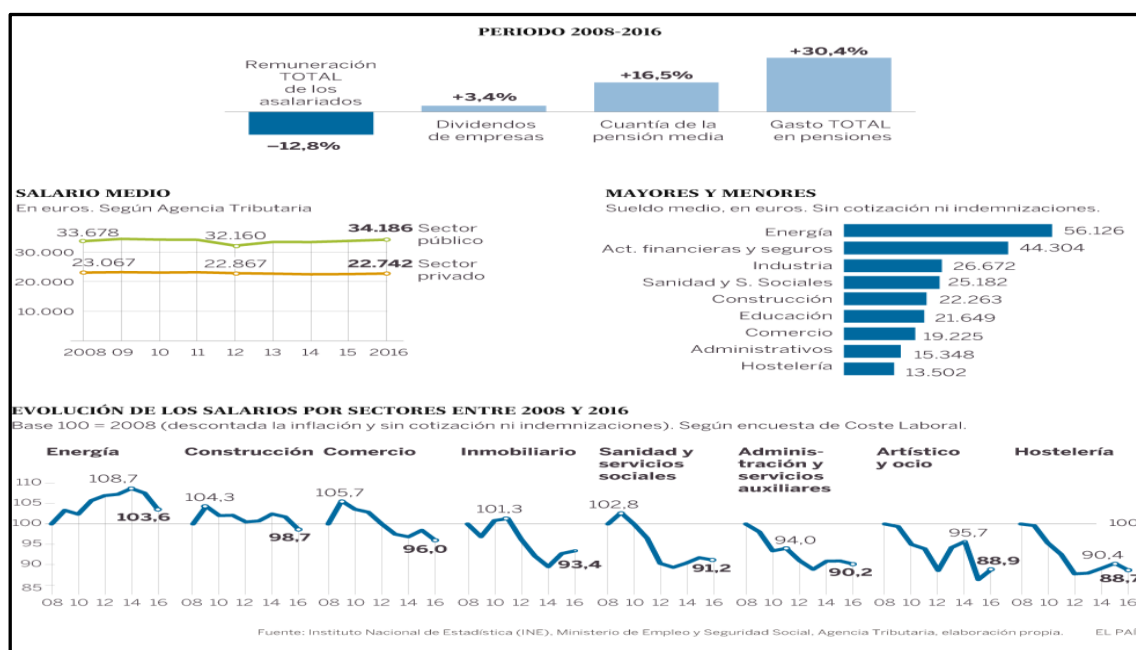 PERIODO 2008-2016
Remuneración
TOTAL
de los
asalariados
−12,8%
+3,4%
Dividendos
de empresas
+16,5%
Cuantía de la
pensión media
+30,4%
Gasto TOTAL
en pensiones
SALARIO MEDIO
En euros. Según Agencia Tributaria
33.678
32.160
34.186 Sector
público
30.000
23.067
22.867
22.742 Sector
privado
20.000
10.000
2008 09 10 11 12 13 14 15 2016
MAYORES Y MENORES
Sueldo medio, en euros. Sin cotización ni indemnizaciones.
Energía 56.126
Act. financieras y seguros 44.304
Industria 26.672
Sanidad y S. Sociales 25.182
Construcción 22.263
Educación 21.649
Comercio 19.225
Administrativos 15.348
Hostelería 13.502
EVOLUCIÓN DE LOS SALARIOS POR SECTORES ENTRE 2008 Y 2016
Base 100 = 2008 (descontada la inflación y sin cotización ni indemnizaciones). Según encuesta de Coste Laboral.
Energía
110
105
100
95
90
85
108,7
103,6
08 10 12 14 16
Construcción
104,3
98,7
08 10 12 14 16
Comercio
105,7
96,0
08 10 12 14 16
Inmobiliario
101,3
93,4
08 10 12 14 16
Sanidad y
servicios
sociales
102,8
91,2
08 10 12 14 16
Adminis-
tración y
servicios
auxiliares
94,0
90,2
08 10 12 14 16
Artístico
y ocio
95,7
88,9
08 10 12 14 16
Hostelería
100
90,4
88,7
08 10 12 14 16
Fuente: Instituto Nacional de Estadística (INE), Ministerio de Empleo y Seguridad Social, Agencia Tributaria, elaboración propia.
EL PAÍ